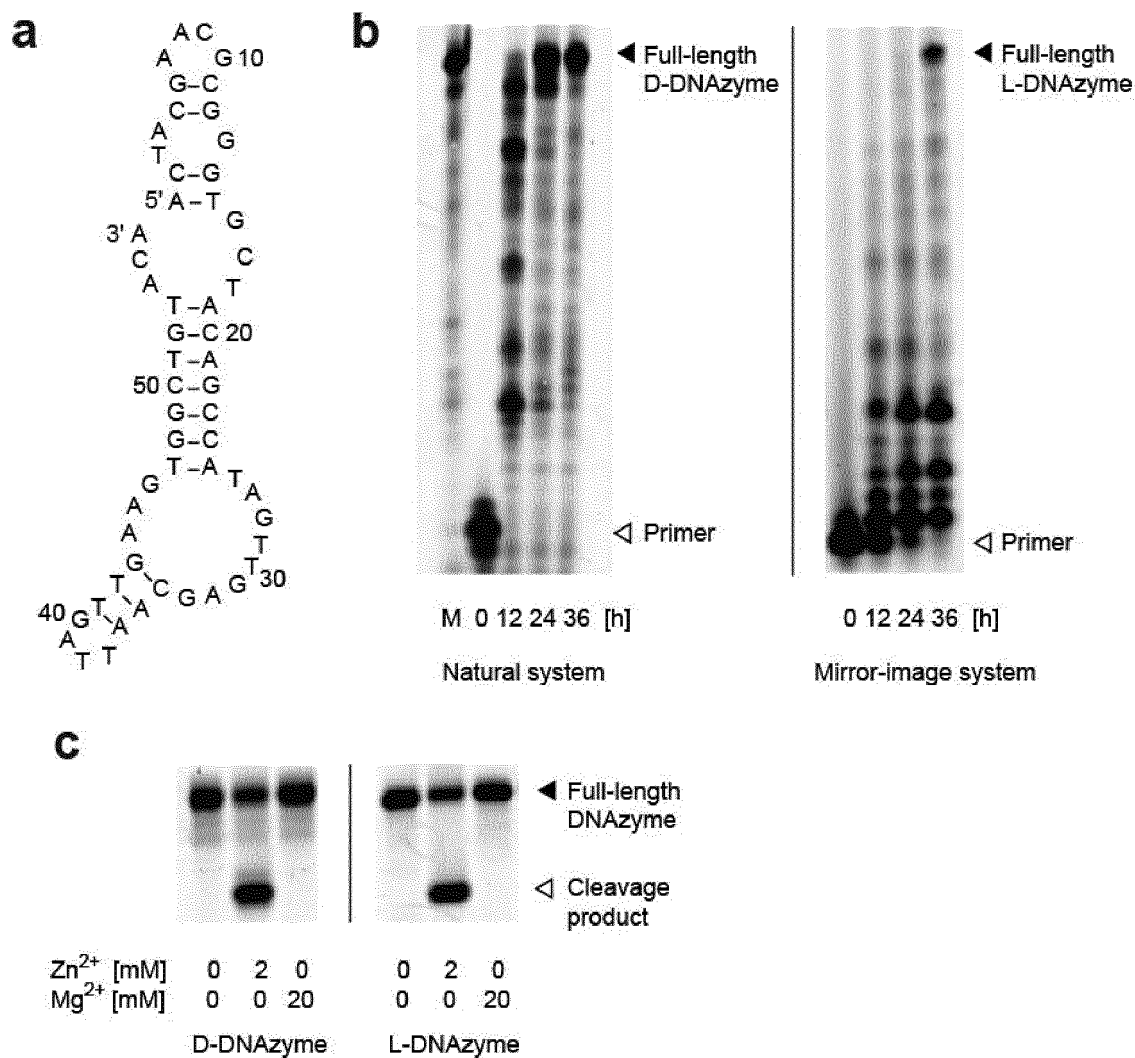 a
A C
A G 10
G–C
C–G
A G
T
C–G
5' A–T
3' A G
C C
A T
T–A
G–C 20
T–A
50 C–G
G–C
G–C
T–A T
G A
A G
A T
G T 30
T C G A G
T A
40 G A
A T T
b
Full-length
D-DNAzyme
Primer
M 0 12 24 36 [h]
Natural system
Full-length
L-DNAzyme
Primer
0 12 24 36 [h]
Mirror-image system
c
Full-length
DNAzyme
Cleavage
product
Zn2+ [mM] 0 2 0 0 2 0
Mg2+ [mM] 0 0 20 0 0 20
D-DNAzyme L-DNAzyme